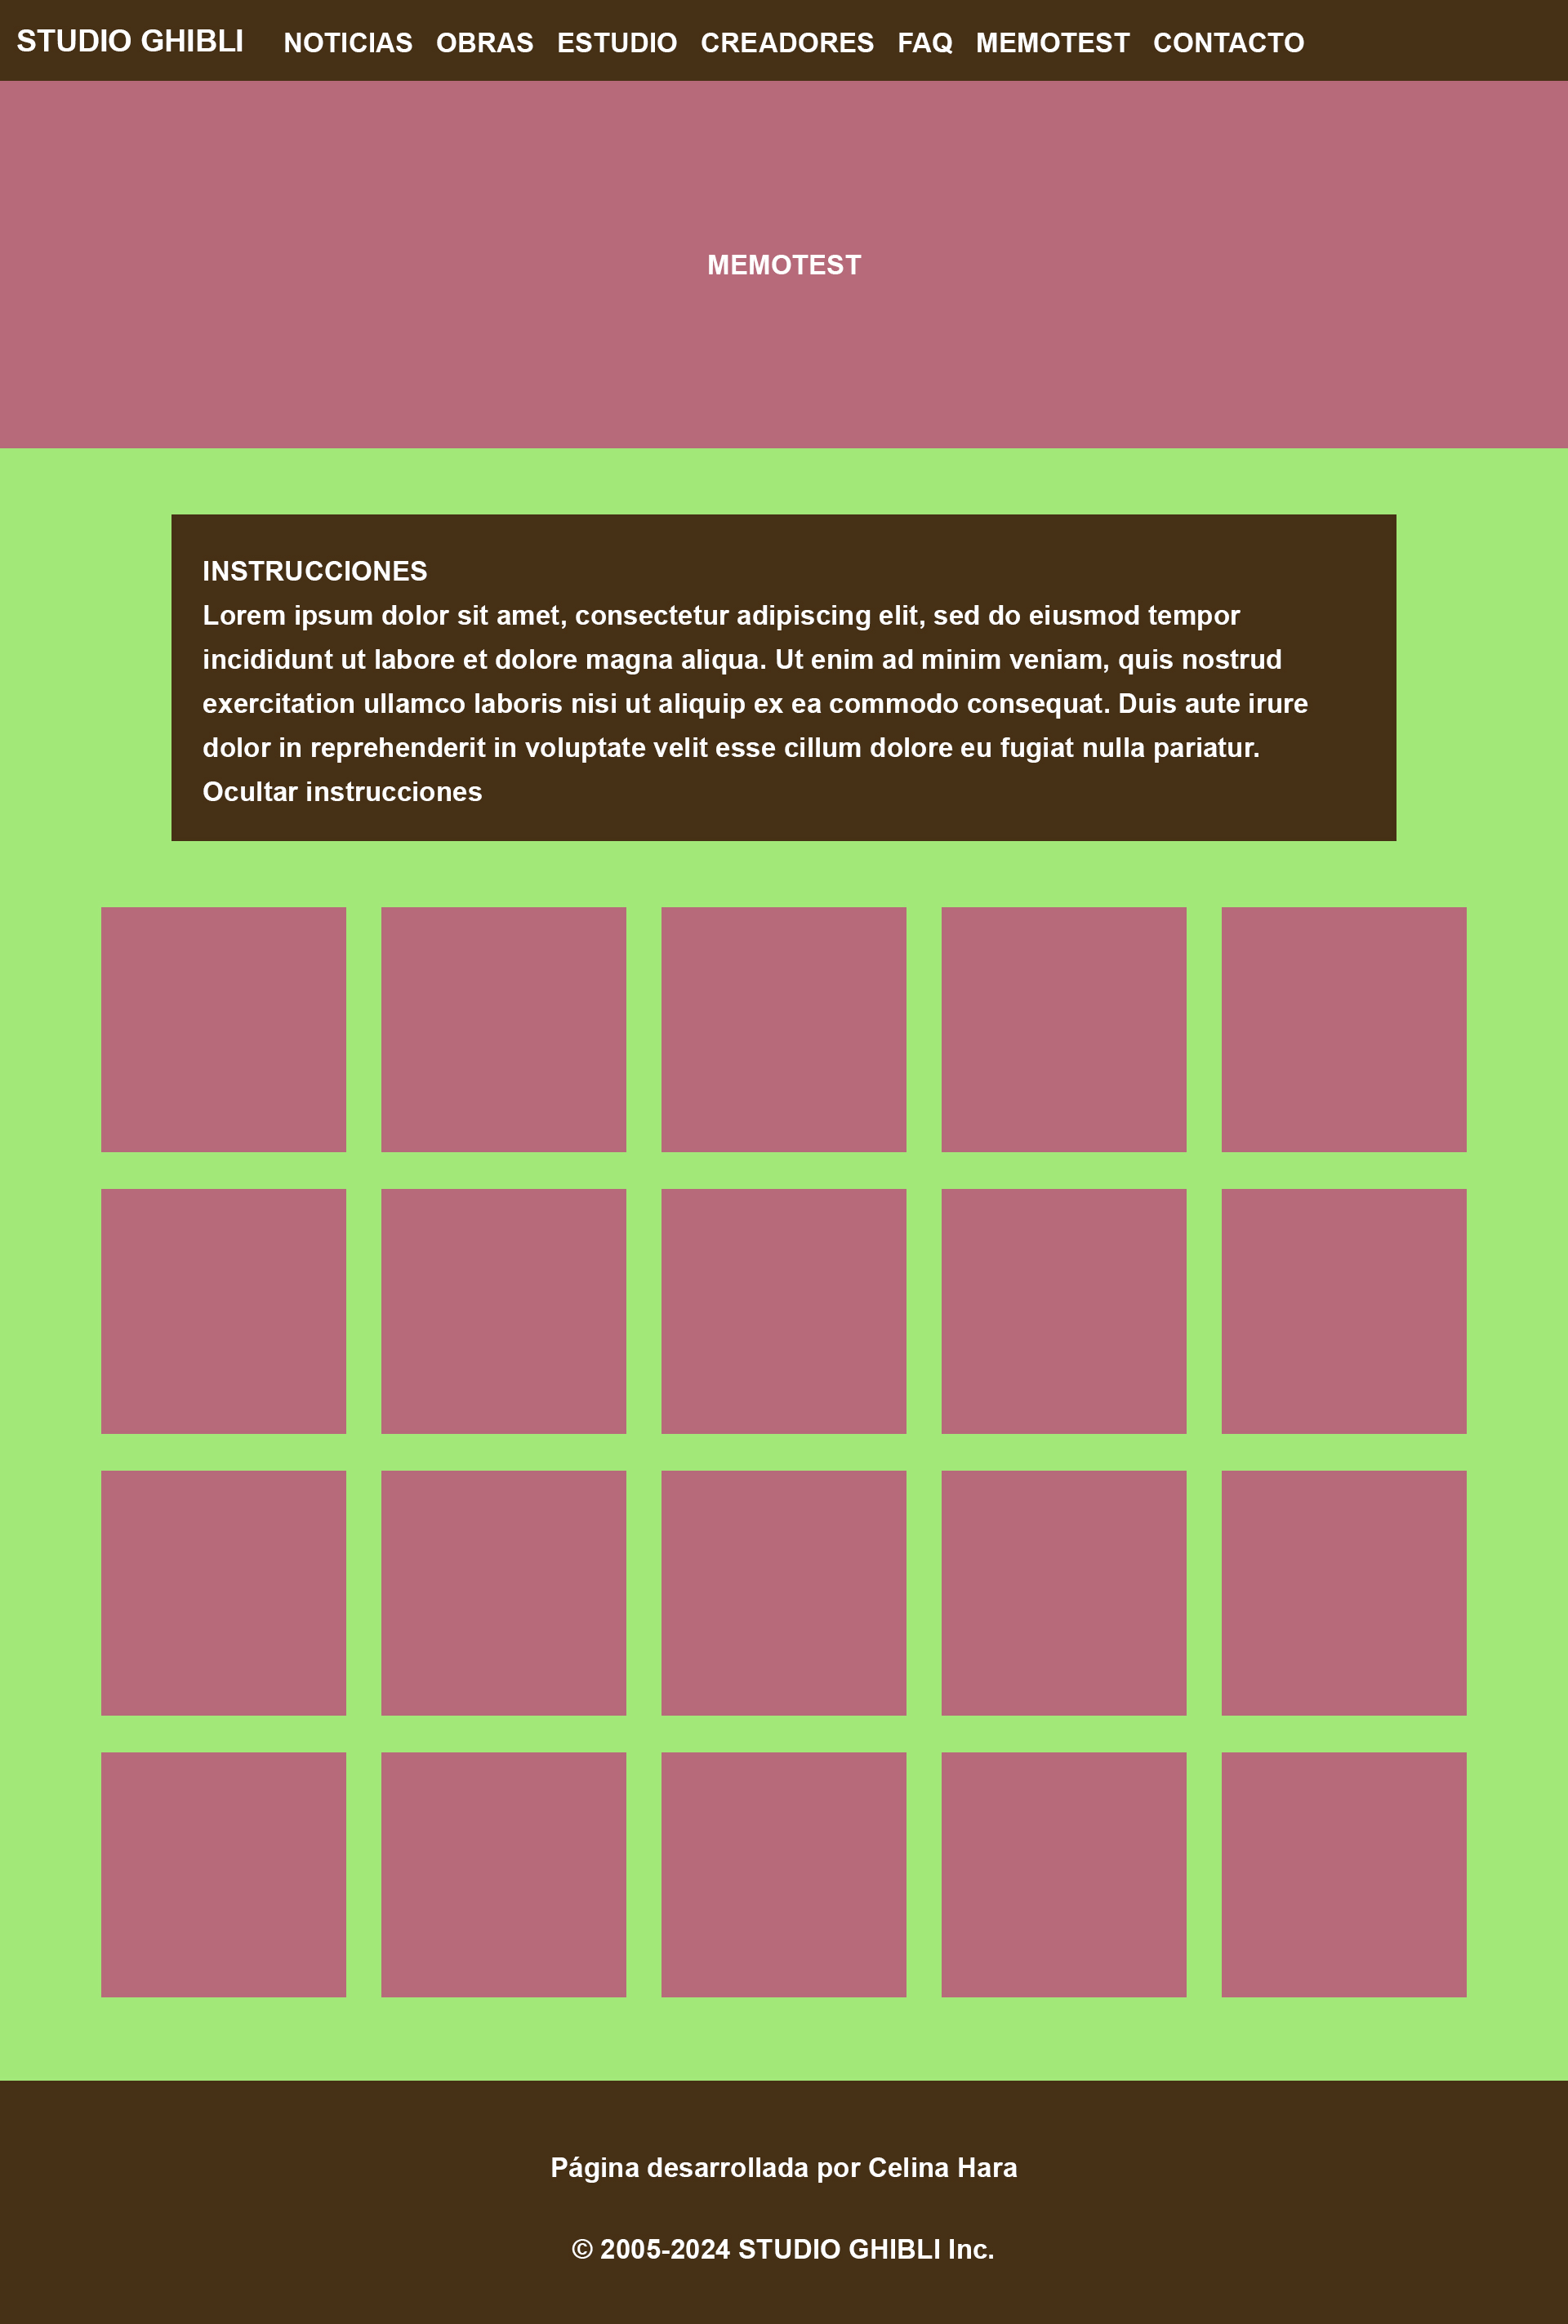 STUDIO GHIBLI NOTICIAS OBRAS ESTUDIO CREADORES FAQ MEMOTEST CONTACTO
MEMOTEST
INSTRUCCIONES
Lorem ipsum dolor sit amet, consectetur adipiscing elit, sed do eiusmod tempor
incididunt ut labore et dolore magna aliqua. Ut enim ad minim veniam, quis nostrud
exercitation ullamco laboris nisi ut aliquip ex ea commodo consequat. Duis aute irure
dolor in reprehenderit in voluptate velit esse cillum dolore eu fugiat nulla pariatur.
Ocultar instrucciones
Página desarrollada por Celina Hara
© 2005-2024 STUDIO GHIBLI Inc.